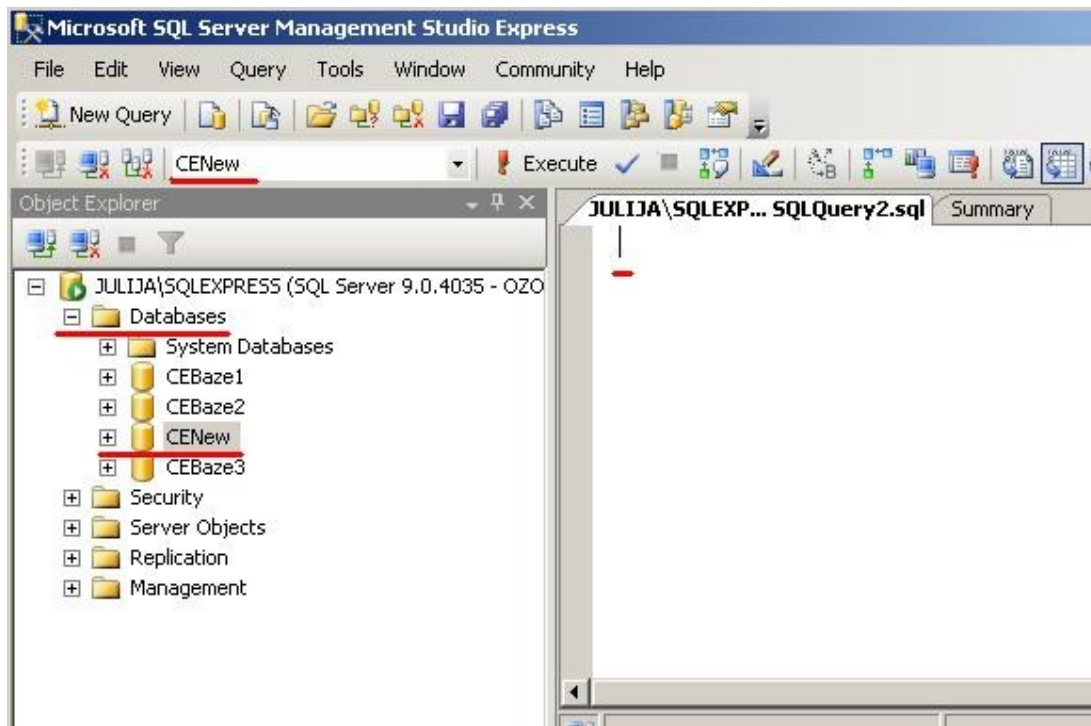 Microsoft SQL Server Management Studio Express
File Edit View Query Tools Window Community Help
New Query
CENew Execute
Object Explorer
JULIJA\SQLEXP... SQLQuery2.sql Summary
JULIJA\SQLEXPRESS (SQL Server 9.0.4035 - OZO
Databases
System Databases
CEBaze1
CEBaze2
CENew
CEBaze3
Security
Server Objects
Replication
Management